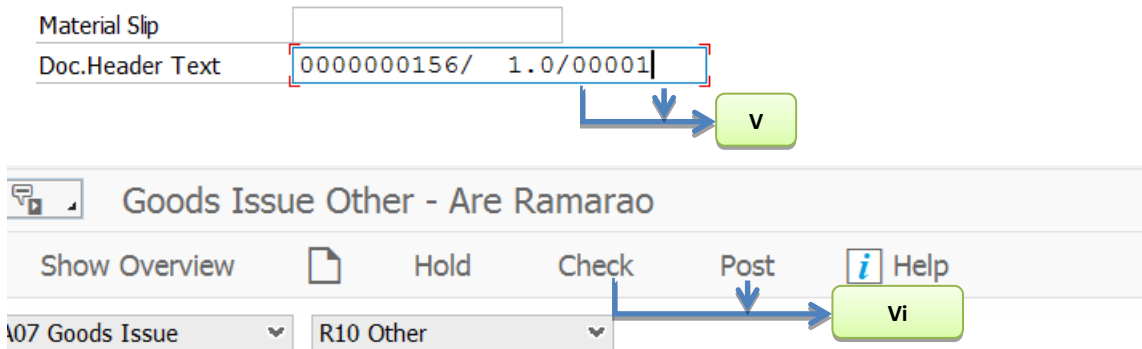 Material Slip
Doc.Header Text 0000000156/  1.0/00001
V
Goods Issue Other - Are Ramarao
Show Overview Hold Check Post i Help
A07 Goods Issue R10 Other
Vi